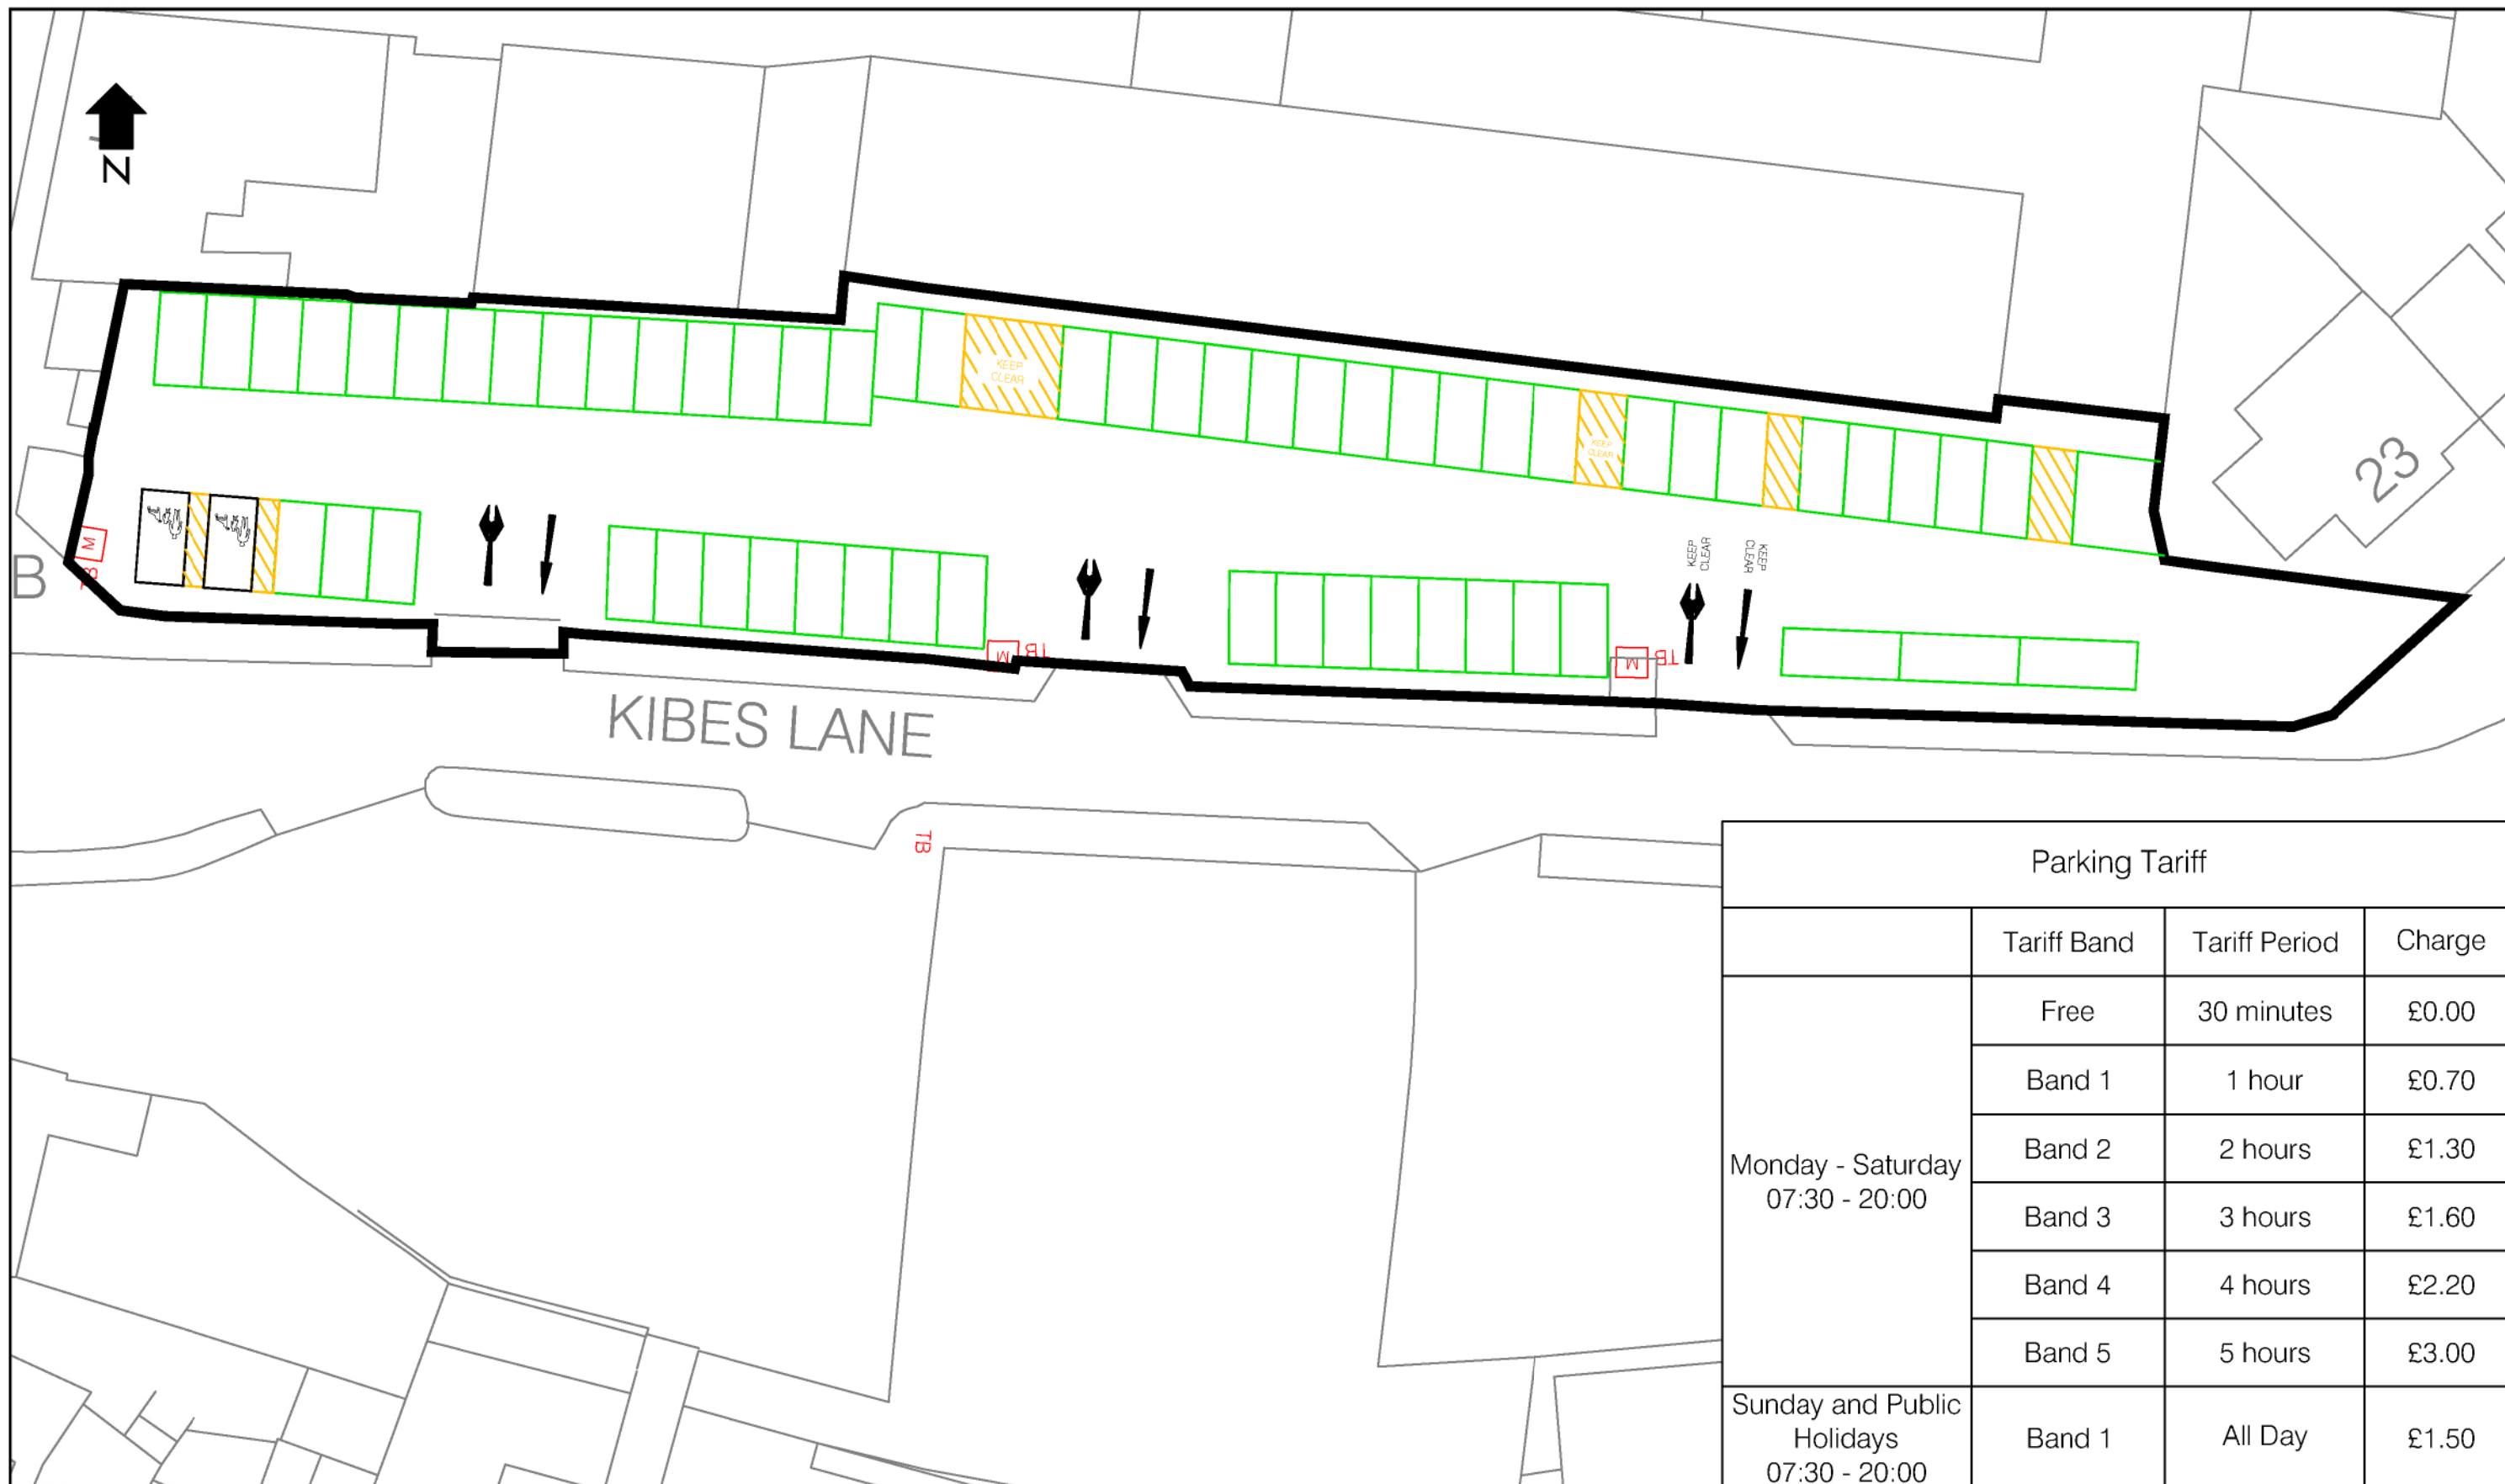 N
KEEP
CLEAR
KEEP
CLEAR
KEEP
CLEAR
KEEP
CLEAR
23
M
TB
B
M
TB
M
TB
KIBES LANE
TB
Parking Tariff
Tariff Band Tariff Period Charge
Monday - Saturday
07:30 - 20:00
Free 30 minutes £0.00
Band 1 1 hour £0.70
Band 2 2 hours £1.30
Band 3 3 hours £1.60
Band 4 4 hours £2.20
Band 5 5 hours £3.00
Sunday and Public
Holidays
07:30 - 20:00
Band 1 All Day £1.50